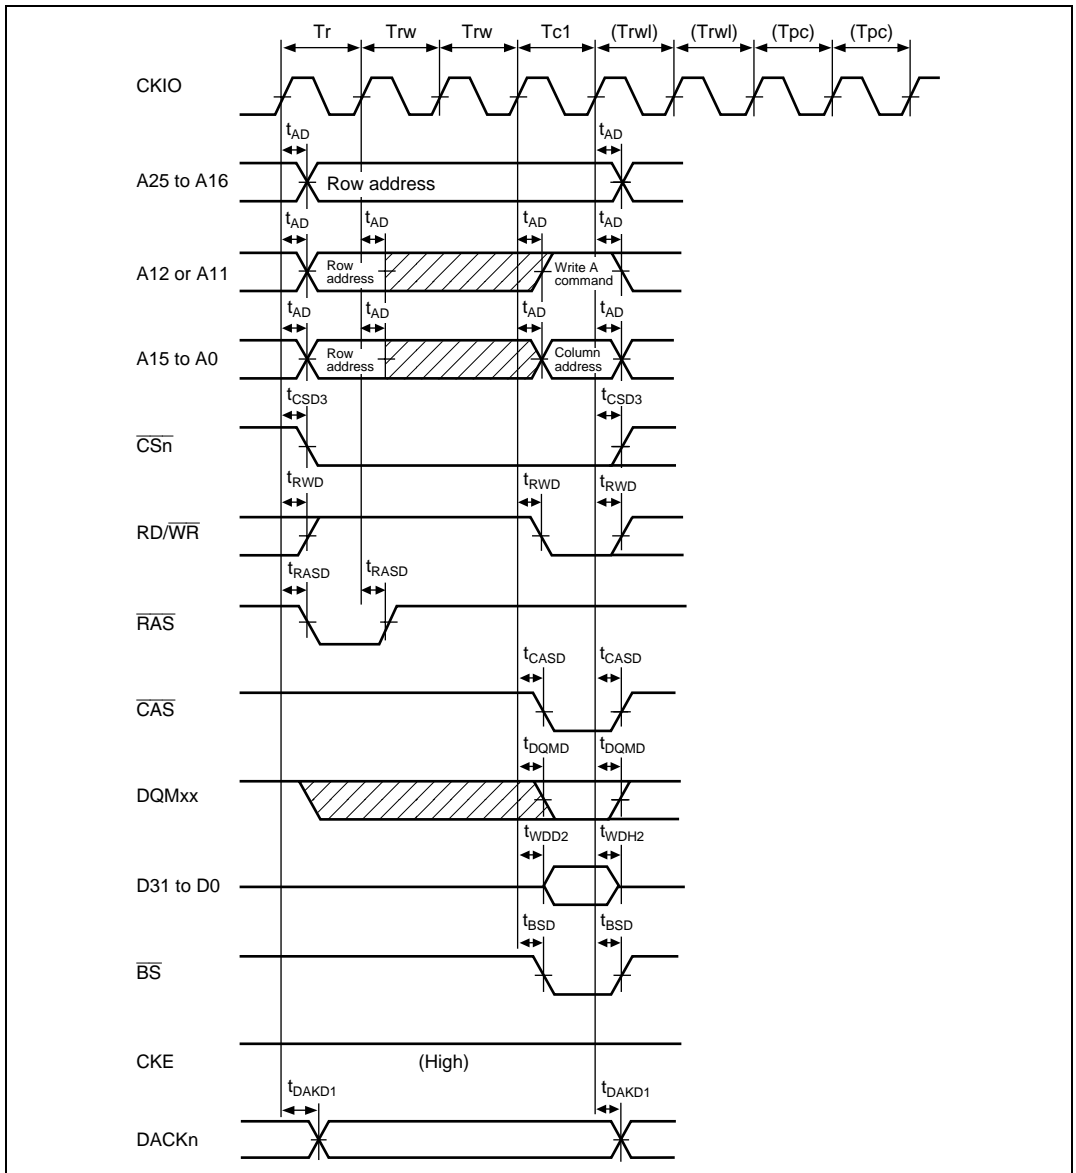 Tr Trw Trw Tc1 (Trwl) (Trwl) (Tpc) (Tpc)
CKIO
tAD tAD
A25 to A16 Row address
tAD tAD tAD tAD
A12 or A11 Row address Write A command
tAD tAD tAD tAD
A15 to A0 Row address Column address
tCSD3 tCSD3
CSn
tRWD tRWD tRWD
RD/WR
tRASD tRASD
RAS
tCASD tCASD
CAS
tDQMD tDQMD
DQMxx
tWDD2 tWDH2
D31 to D0
tBSD tBSD
BS
CKE (High)
tDAKD1 tDAKD1
DACKn